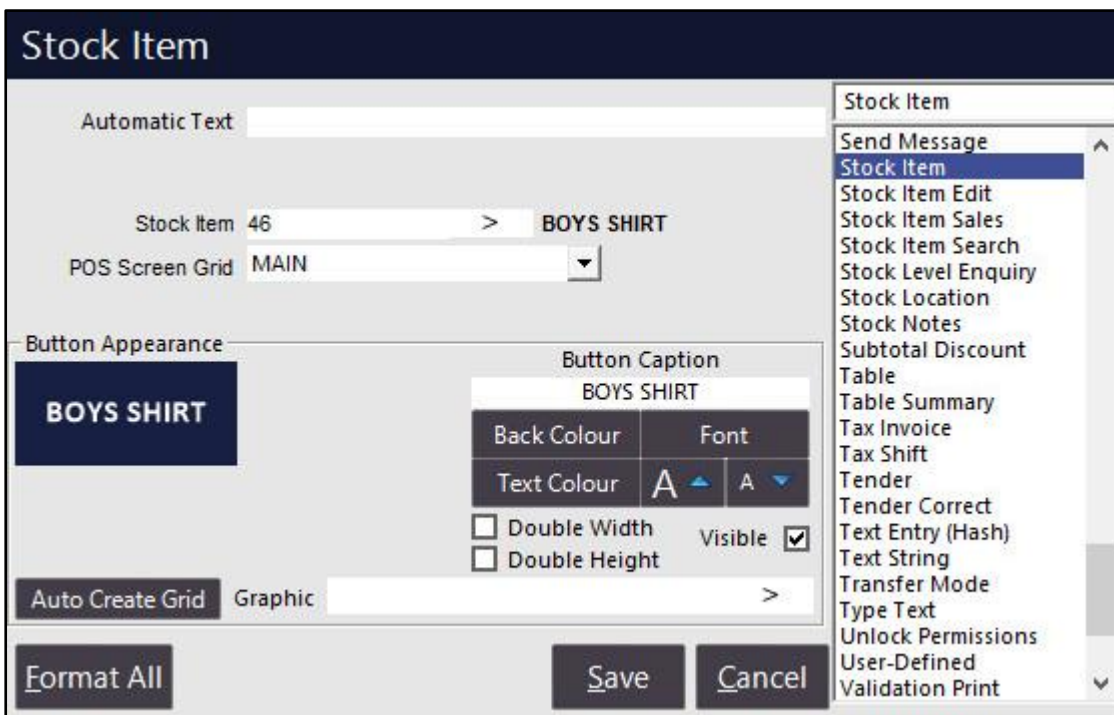 Stock Item
Automatic Text
Stock Item 46 > BOYS SHIRT
POS Screen Grid MAIN
Button Appearance
BOYS SHIRT
Button Caption
BOYS SHIRT
Back Colour Font
Text Colour A A
Double Width
Visible
Double Height
Auto Create Grid Graphic >
Format All Save Cancel
Stock Item
Send Message
Stock Item
Stock Item Edit
Stock Item Sales
Stock Item Search
Stock Level Enquiry
Stock Location
Stock Notes
Subtotal Discount
Table
Table Summary
Tax Invoice
Tax Shift
Tender
Tender Correct
Text Entry (Hash)
Text String
Transfer Mode
Type Text
Unlock Permissions
User-Defined
Validation Print